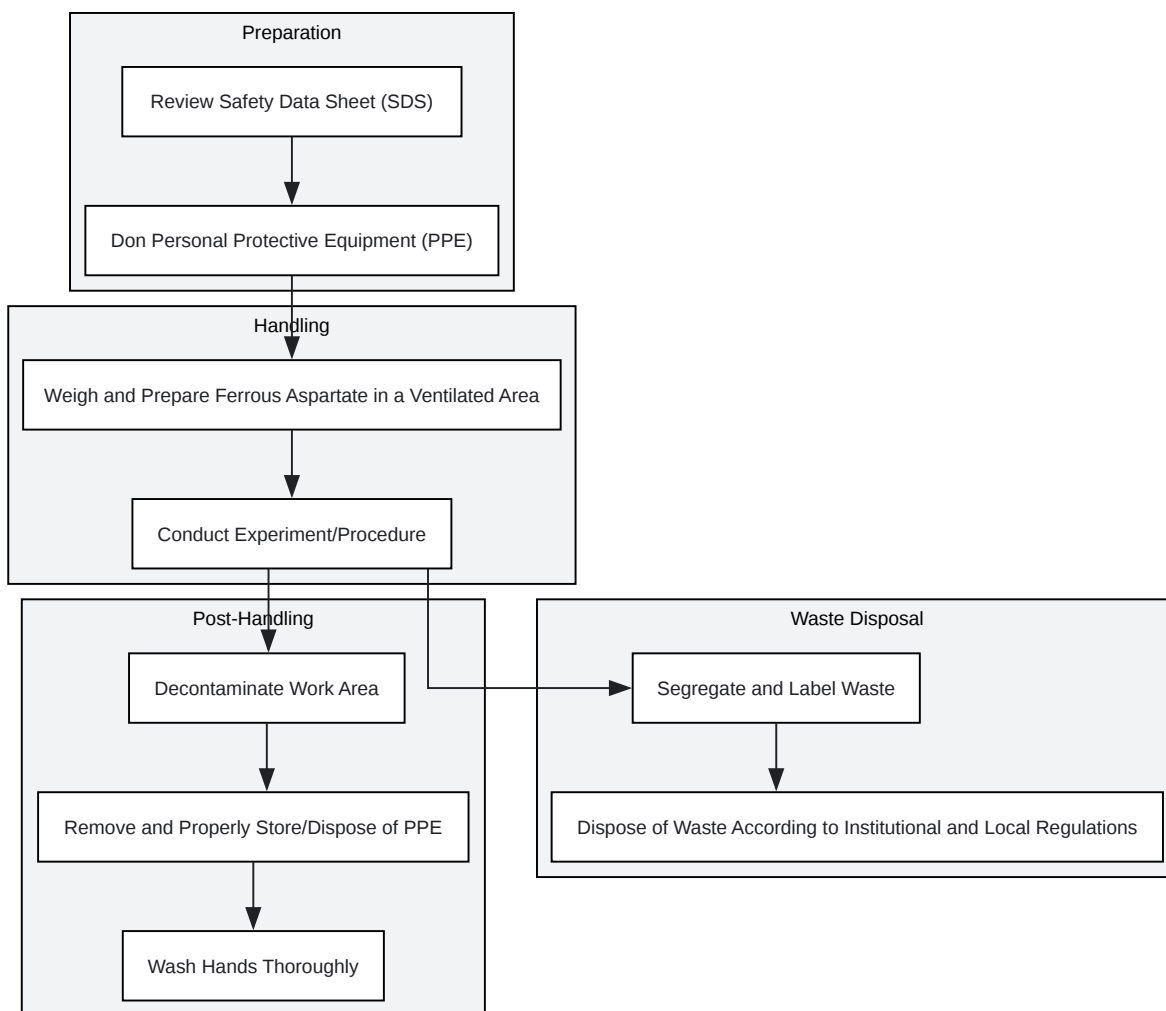 Preparation
Review Safety Data Sheet (SDS)
Don Personal Protective Equipment (PPE)
Handling
Weigh and Prepare Ferrous Aspartate in a Ventilated Area
Conduct Experiment/Procedure
Post-Handling
Decontaminate Work Area
Remove and Properly Store/Dispose of PPE
Wash Hands Thoroughly
Waste Disposal
Segregate and Label Waste
Dispose of Waste According to Institutional and Local Regulations